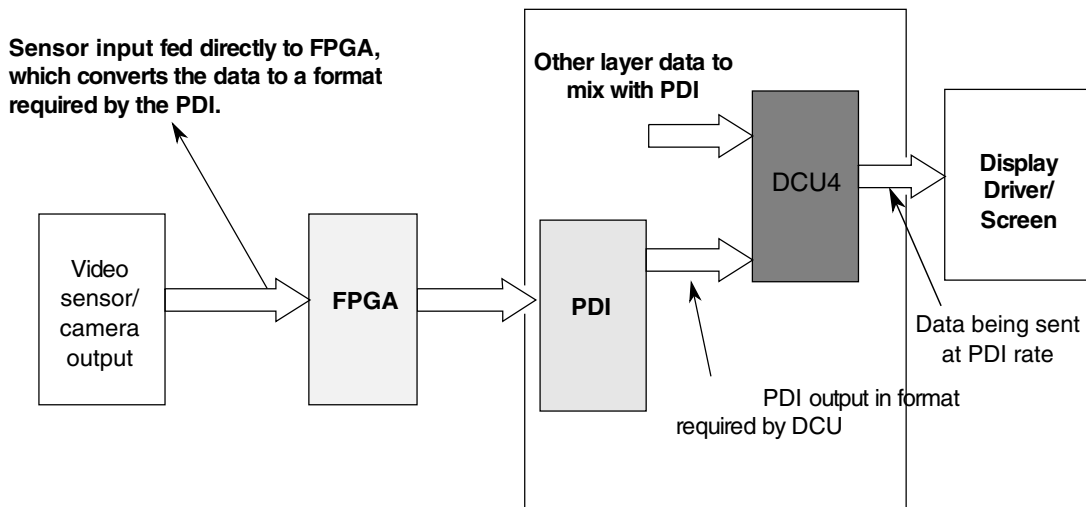 Sensor input fed directly to FPGA,
which converts the data to a format
required by the PDI.
Other layer data to
mix with PDI
DCU4
Display
Driver/
Screen
Video
sensor/
camera
output
FPGA
PDI
Data being sent
at PDI rate
PDI output in format
required by DCU